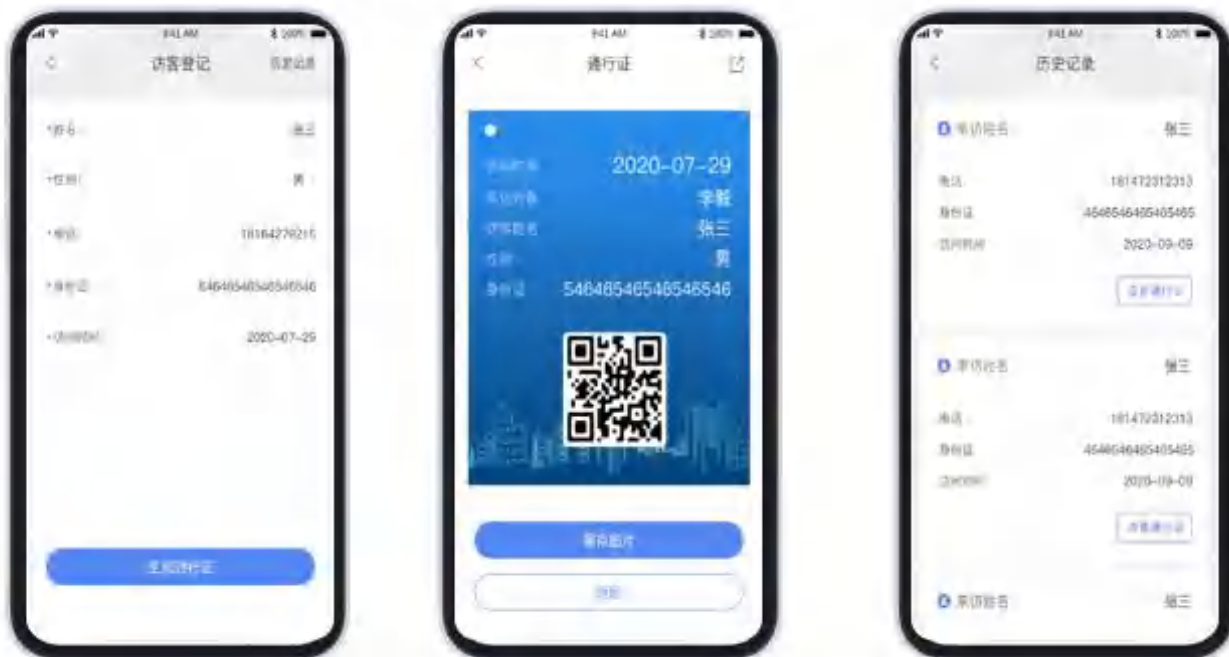 9:41 AM 100%
访客登记 历史记录
*姓名 张三
*性别 男
*电话 18164276215
*身份证 54646546546546546
*访问时间 2020-07-29
生成通行证
9:41 AM 100%
通行证
2020-07-29
李毅
访客姓名 张三
性别 男
身份证 54646546546546546
保存图片
9:41 AM 100%
历史记录
来访姓名 张三
电话 181472312313
身份证 4646546465405465
访问时间 2020-09-09
查看通行证
来访姓名 张三
电话 181472312313
身份证 4646546465405465
访问时间 2020-09-09
查看通行证
来访姓名 张三